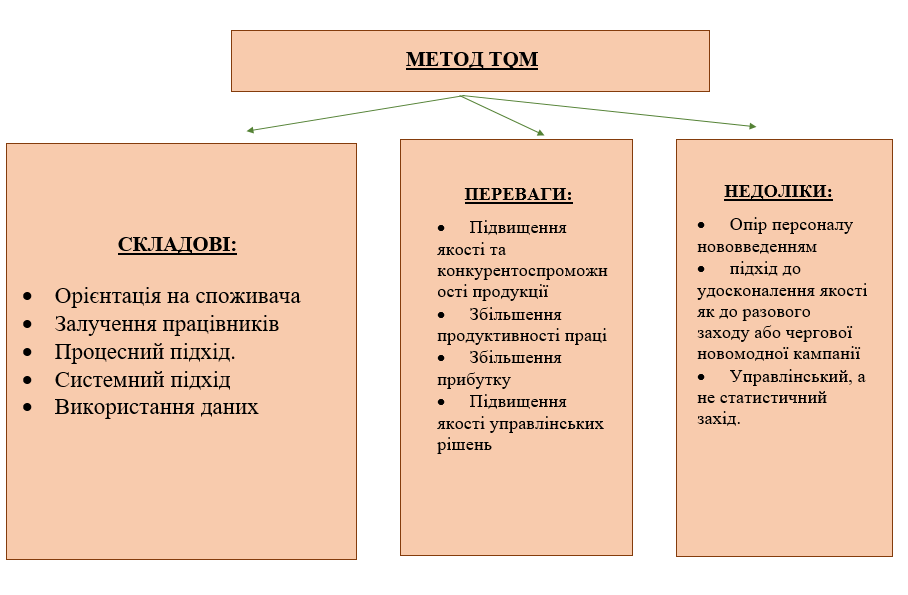 МЕТОД TQM
СКЛАДОВІ:
• Орієнтація на споживача
• Залучення працівників
• Процесний підхід.
• Системний підхід
• Використання даних
ПЕРЕВАГИ:
• Підвищення
якості та
конкурентоспроможн
ості продукції
• Збільшення
продуктивності праці
• Збільшення
прибутку
• Підвищення
якості управлінських
рішень
НЕДОЛІКИ:
• Опір персоналу
нововведенням
• підхід до
удосконалення якості
як до разового
заходу або чергової
новомодної кампанії
• Управлінський, а
не статистичний
захід.